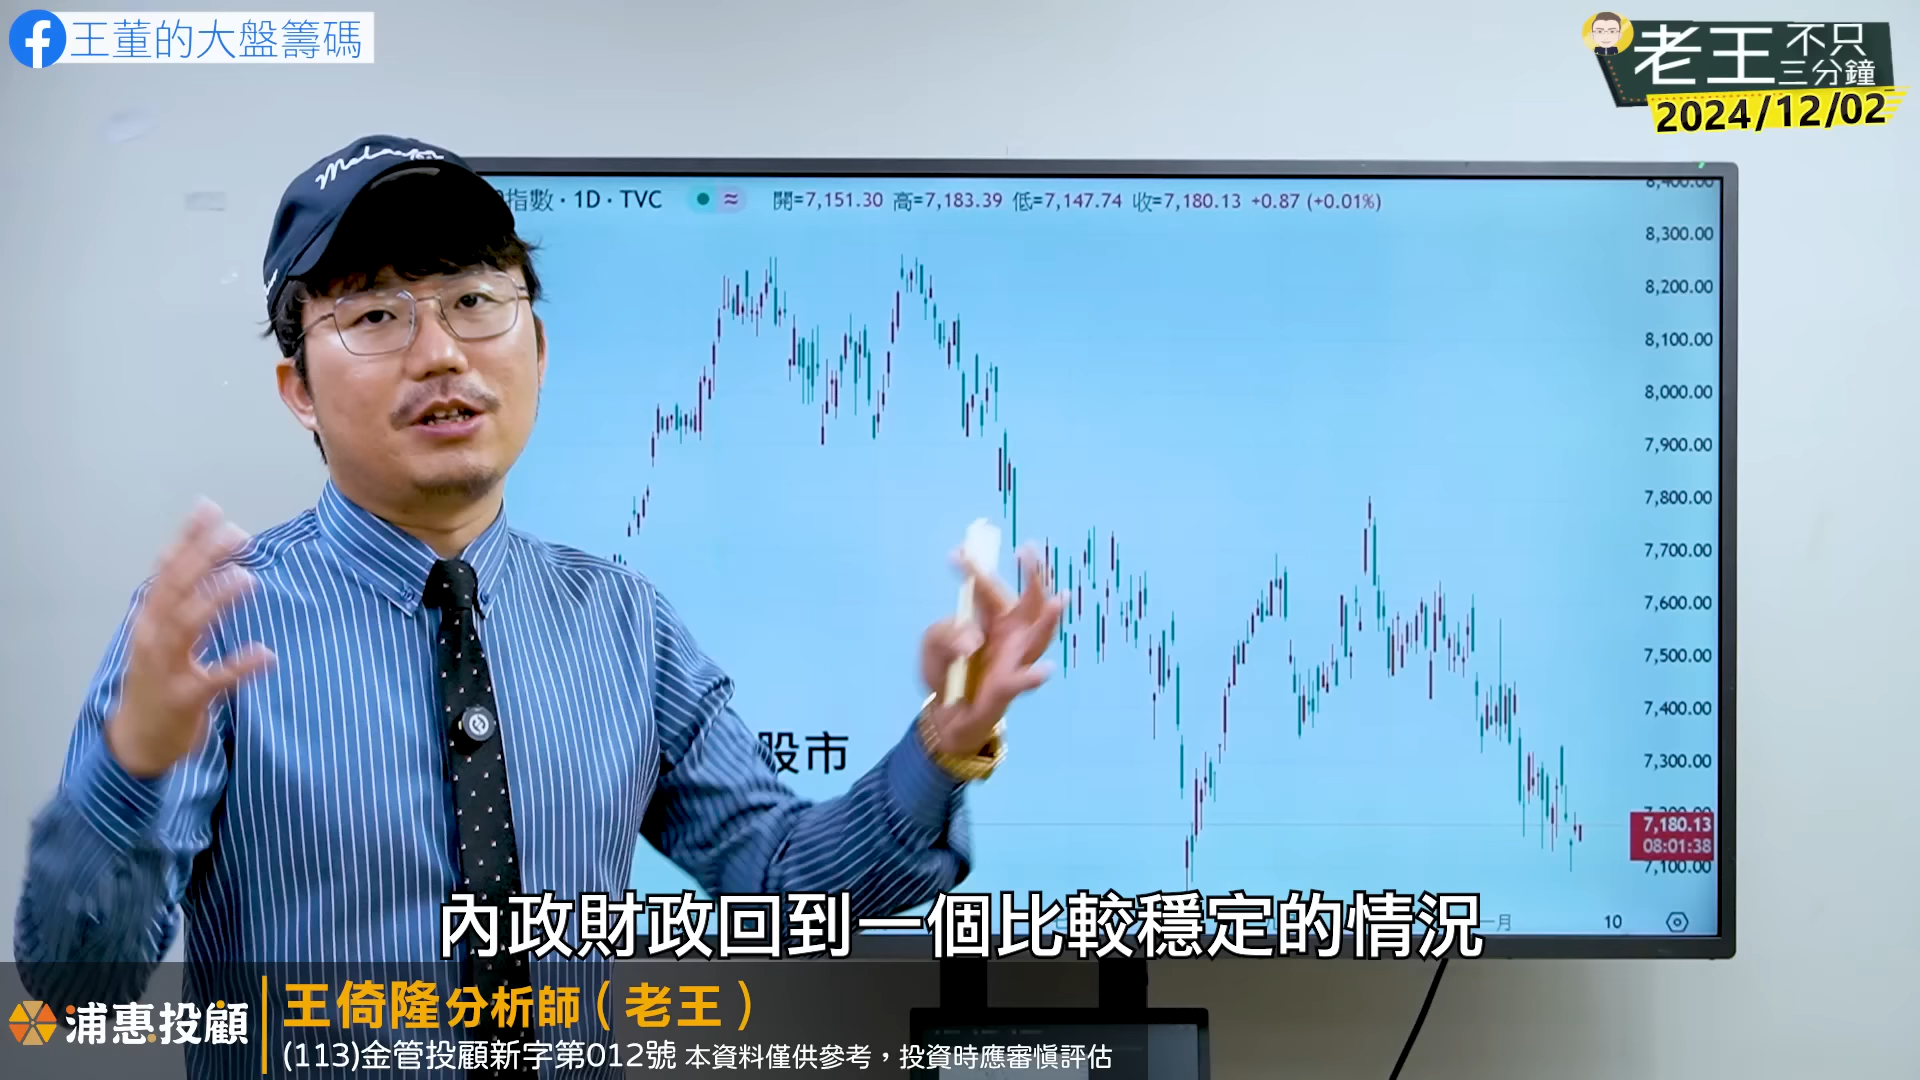 王董的大盤籌碼
老王 不只三分鐘
2024/12/02
指數 · 1D · TVC
開=7,151.30 高=7,183.39 低=7,147.74 收=7,180.13 +0.87 (+0.01%)
8,400.00
8,300.00
8,200.00
8,100.00
8,000.00
7,900.00
7,800.00
7,700.00
7,600.00
7,500.00
7,400.00
7,300.00
7,200.00
7,180.13
08:01:38
7,100.00
股市
一月
10
內政財政回到一個比較穩定的情況
浦惠投顧
王倚隆分析師(老王)
(113)金管投顧新字第012號 本資料僅供參考,投資時應審慎評估